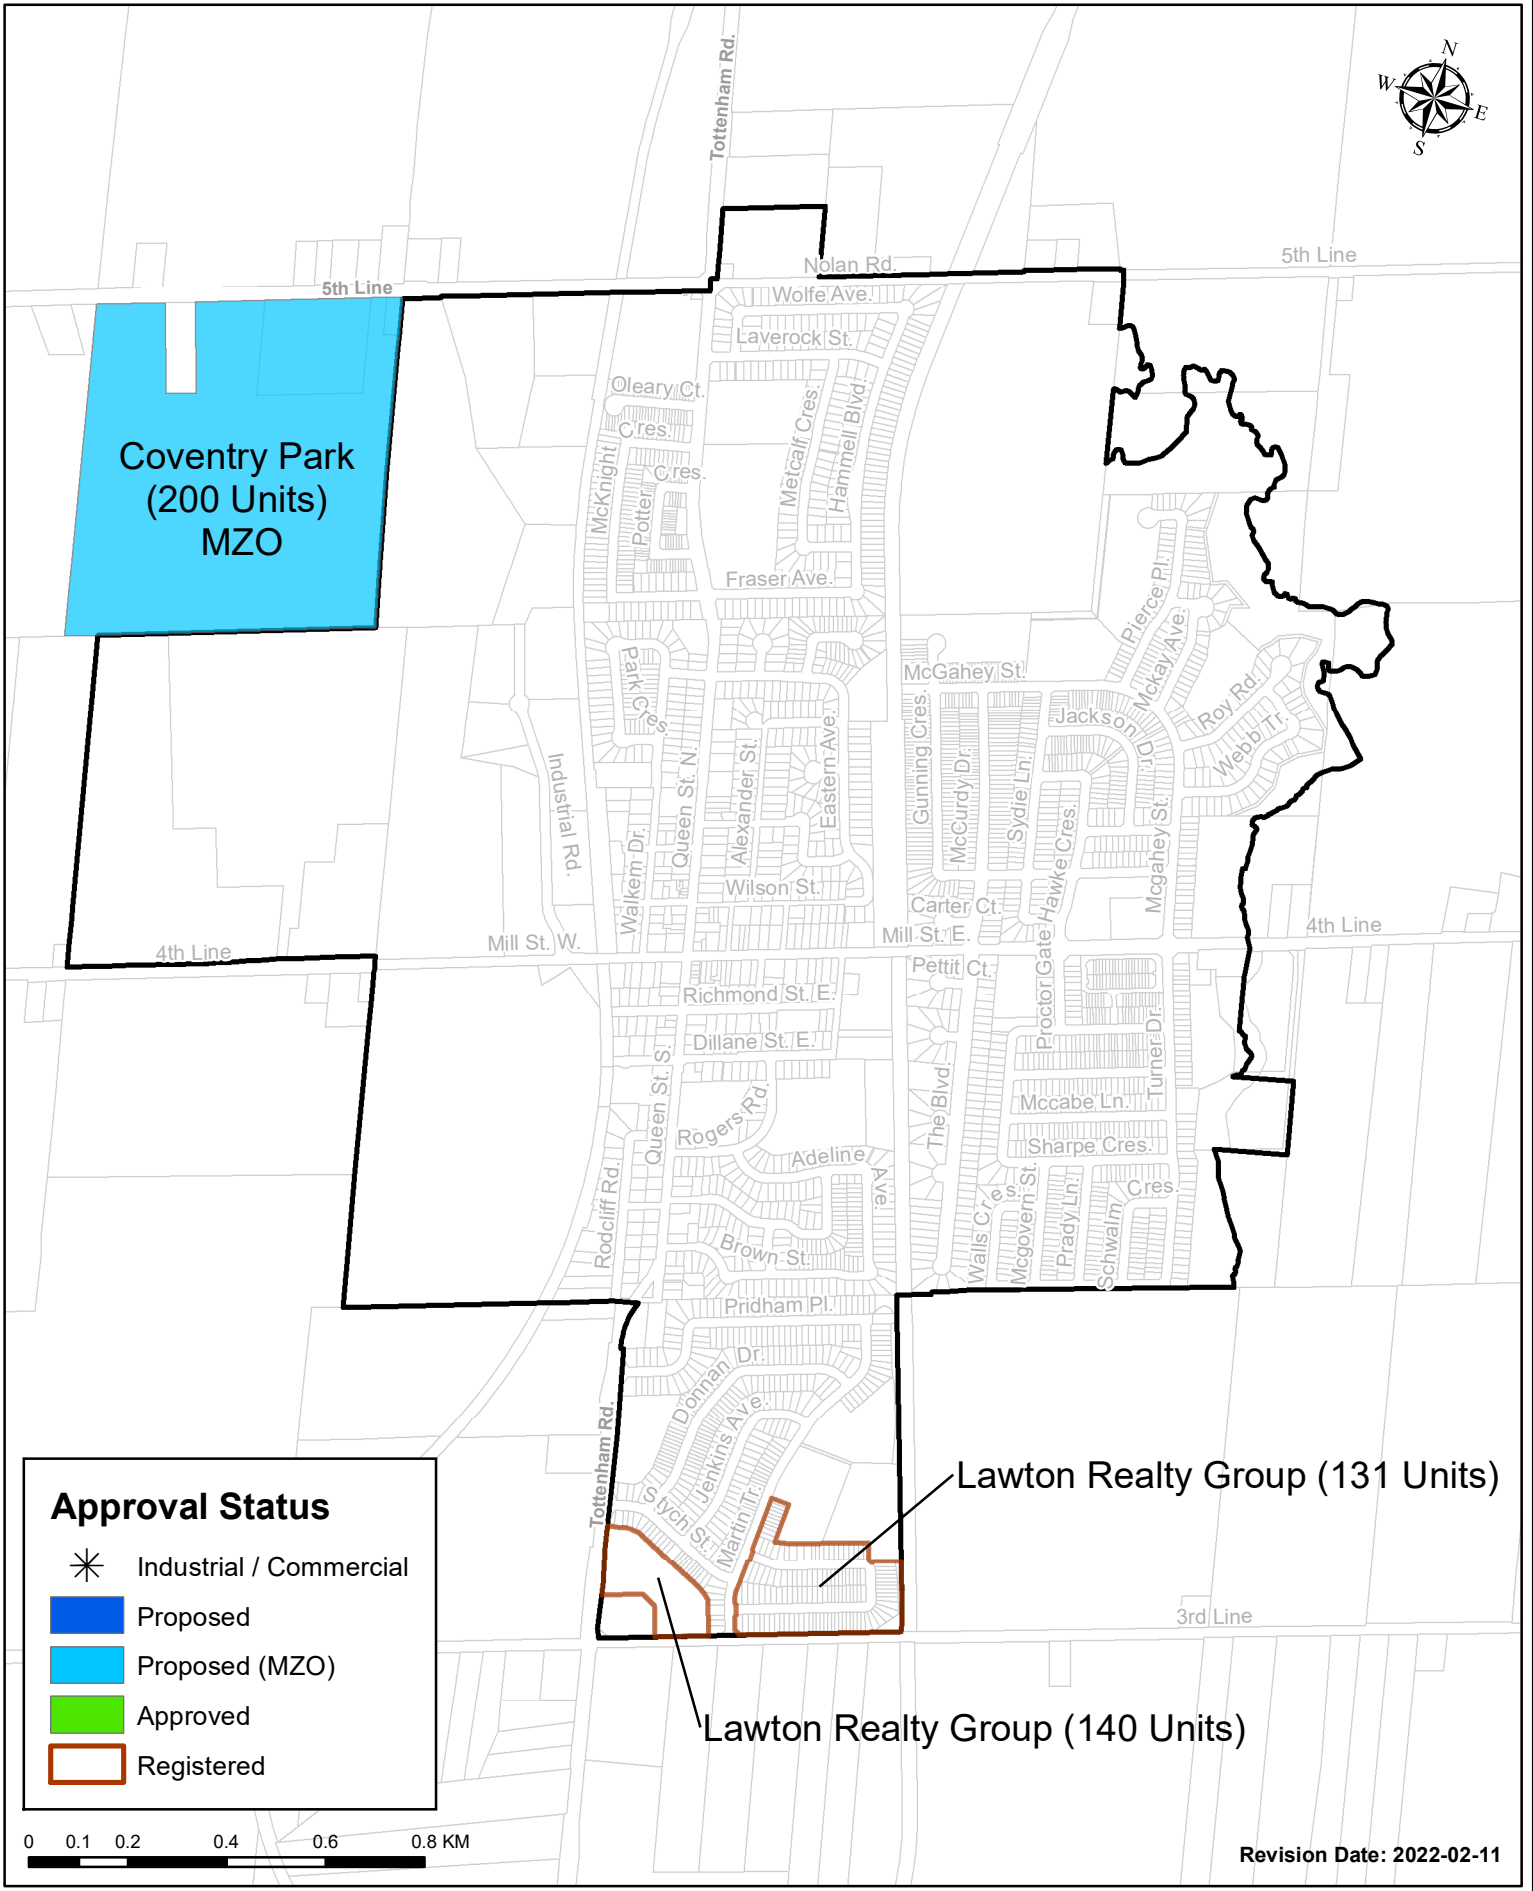 N
W
E
S
Tottenham Rd.
5th Line
Nolan Rd.
5th Line
Wolfe Ave.
Laverock St.
Oleary Ct.
Cres.
Cres.
McKnight
Potter
Metcalf Cres.
Hammell Blvd.
Coventry Park
(200 Units)
MZO
Fraser Ave.
Pierce Pl.
McKay Ave.
McGahey St.
Park Cres.
Roy Rd.
Webb Tr.
Jackson Dr.
Industrial Rd.
Queen St. N.
Alexander St.
Eastern Ave.
Gunning Cres.
McCurdy Dr.
Sydie Ln.
Walkem Dr.
Hawke Cres.
Mcgahey St.
Wilson St.
Carter Ct.
4th Line
Mill St. W.
Mill St. E.
4th Line
Pettit Ct.
Proctor Gate
Richmond St. E.
Dillane St. E.
Turner Dr.
Queen St. S.
The Blvd.
Mccabe Ln.
Rogers Rd.
Sharpe Cres.
Adeline Ave.
Rodcliff Rd.
Walls Cres.
Mcgovern St.
Prady Ln.
Schwalm Cres.
Brown St.
Pridham Pl.
Donnan Dr.
Jenkins Ave.
Tottenham Rd.
Stych St.
Martin Tr.
Lawton Realty Group (131 Units)
3rd Line
Lawton Realty Group (140 Units)
Approval Status
Industrial / Commercial
Proposed
Proposed (MZO)
Approved
Registered
0 0.1 0.2 0.4 0.6 0.8 KM
Revision Date: 2022-02-11